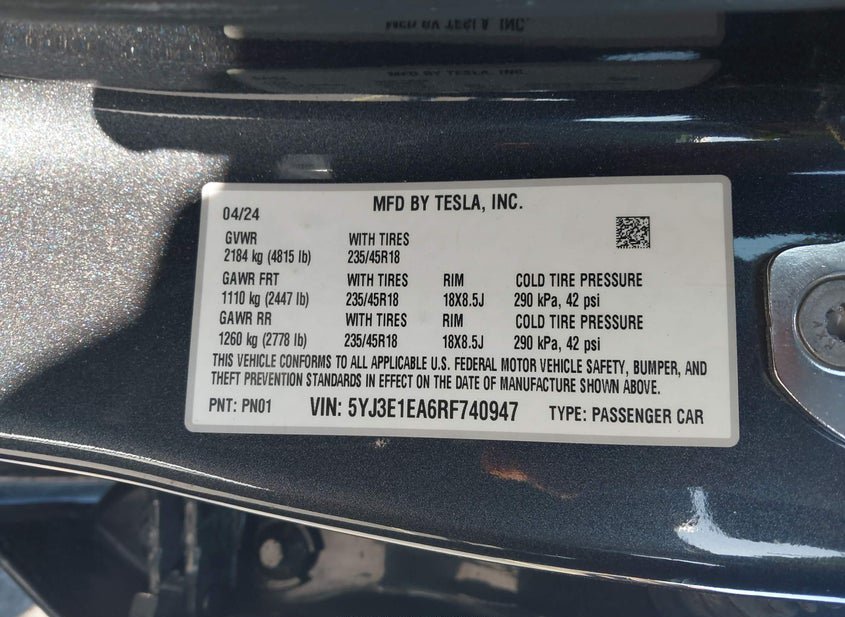 MFD BY TESLA, INC.
MFD BY TESLA, INC.
MFD BY TESLA, INC.
04/24
GVWR WITH TIRES
2184 kg (4815 lb) 235/45R18
GAWR FRT WITH TIRES RIM COLD TIRE PRESSURE
1110 kg (2447 lb) 235/45R18 18X8.5J 290 kPa, 42 psi
GAWR RR WITH TIRES RIM COLD TIRE PRESSURE
1260 kg (2778 lb) 235/45R18 18X8.5J 290 kPa, 42 psi
THIS VEHICLE CONFORMS TO ALL APPLICABLE U.S. FEDERAL MOTOR VEHICLE SAFETY, BUMPER, AND
THEFT PREVENTION STANDARDS IN EFFECT ON THE DATE OF MANUFACTURE SHOWN ABOVE.
PNT: PN01 VIN: 5YJ3E1EA6RF740947 TYPE: PASSENGER CAR